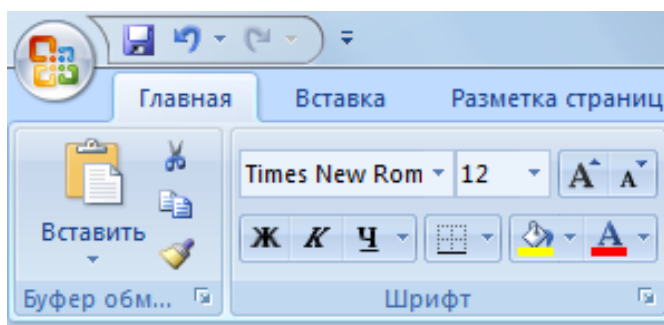 Главная Вставка Разметка страниц
Times New Rom 12 А А
Вставить Ж К Ч А
Буфер обм... Шрифт